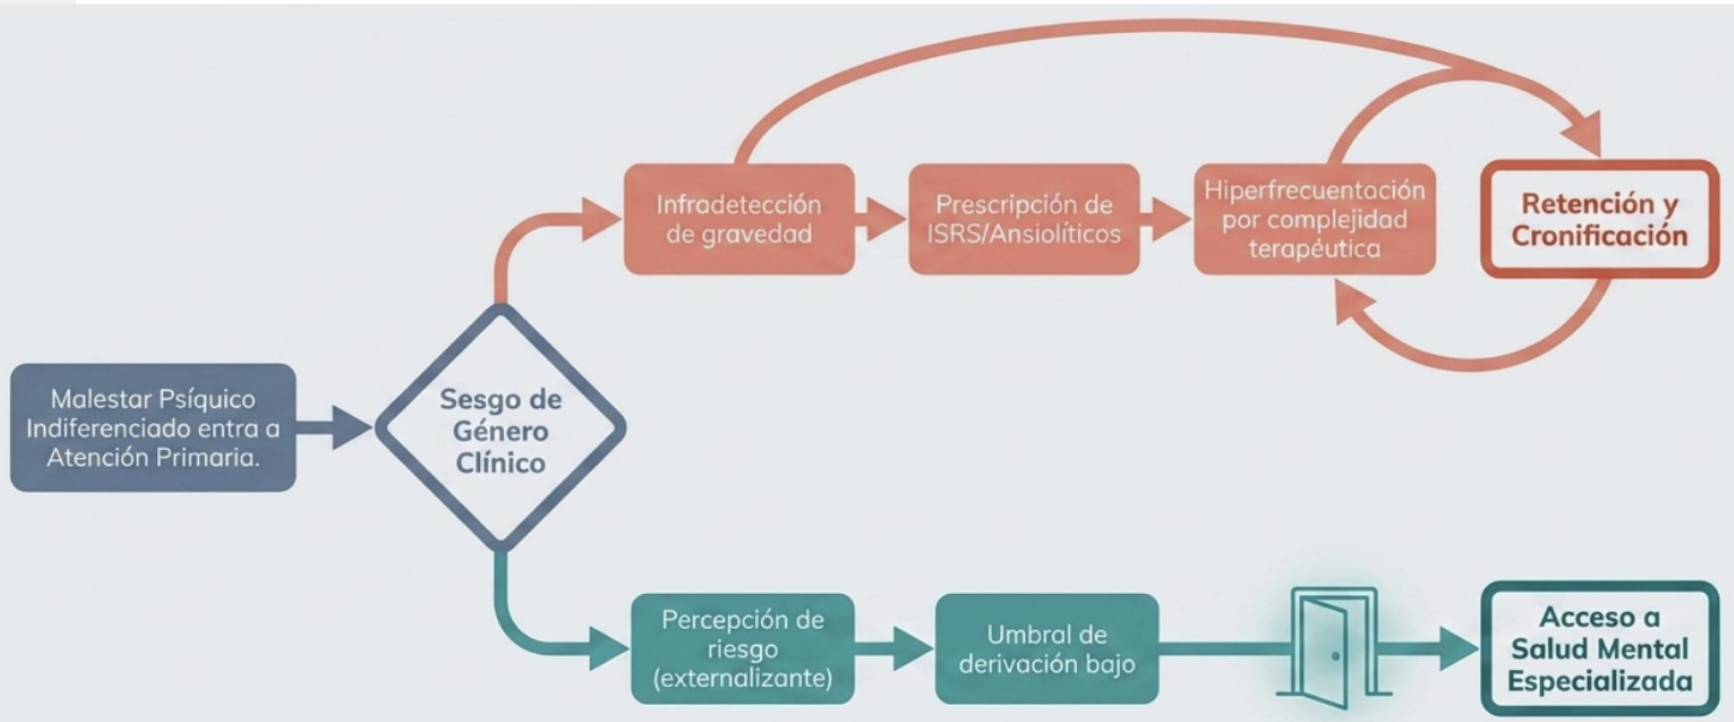 Infradetección
de gravedad
Prescripción de
ISRS/Ansiolíticos
Hiperfrecuentación
por complejidad
terapéutica
Retención y
Cronificación
Malestar Psíquico
Indiferenciado entra a
Atención Primaria.
Sesgo de
Género
Clínico
Percepción de
riesgo
(externalizante)
Umbral de
derivación bajo
Acceso a
Salud Mental
Especializada